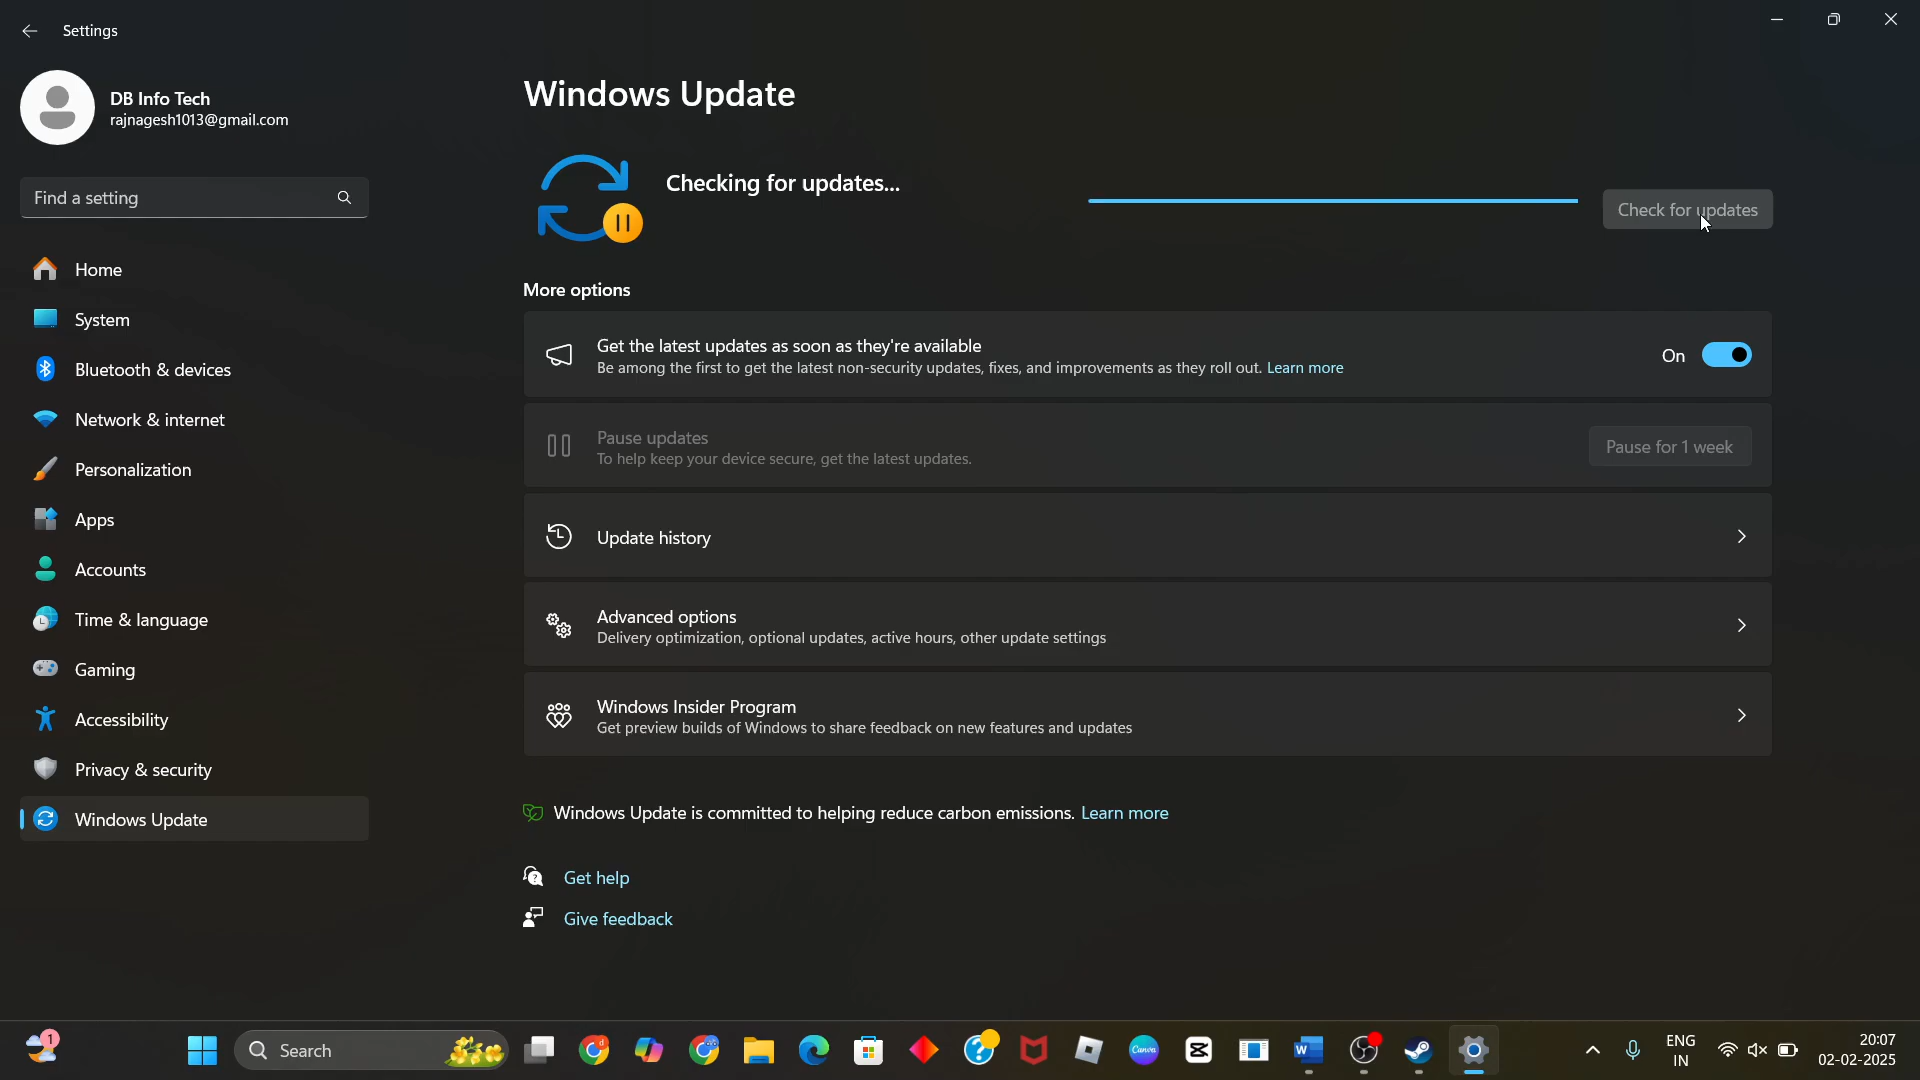 Settings
DB Info Tech
rajnagesh1013@gmail.com
Find a setting
Home
System
Bluetooth & devices
Network & internet
Personalization
Apps
Accounts
Time & language
Gaming
Accessibility
Privacy & security
Windows Update
Windows Update
Checking for updates...
Check for updates
More options
Get the latest updates as soon as they're available
Be among the first to get the latest non-security updates, fixes, and improvements as they roll out. Learn more
On
Pause updates
To help keep your device secure, get the latest updates.
Pause for 1 week
Update history
Advanced options
Delivery optimization, optional updates, active hours, other update settings
Windows Insider Program
Get preview builds of Windows to share feedback on new features and updates
Windows Update is committed to helping reduce carbon emissions. Learn more
Get help
Give feedback
1
Search
Canva
ENG
IN
20:07
02-02-2025